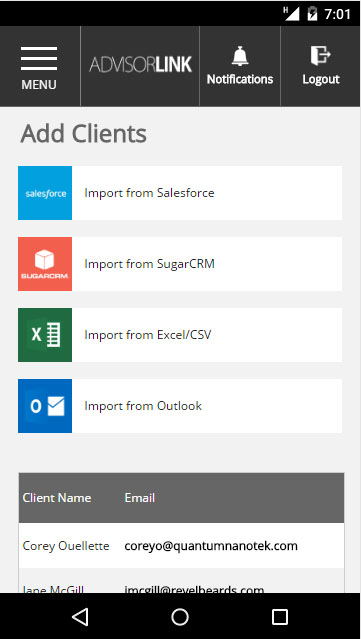 H 7:01
MENU
ADVISORLINK
Notifications
Logout
Add Clients
salesforce
Import from Salesforce
SUGARCRM
Import from SugarCRM
X
Import from Excel/CSV
O
Import from Outlook
Client Name Email
Corey Ouellette coreyo@quantumnanotek.com
Jane McGill jmcgill@revelbeards.com